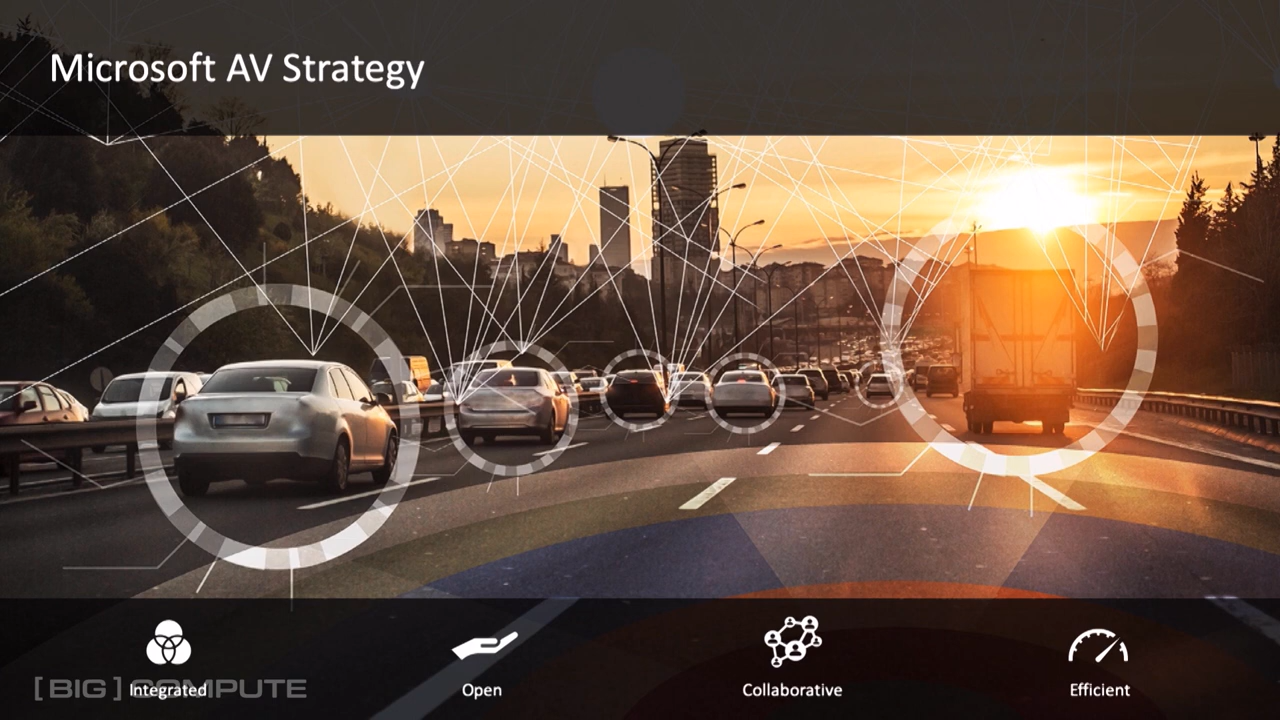 Microsoft AV Strategy
[BIG] COMPUTE
Integrated
Open
Collaborative
Efficient